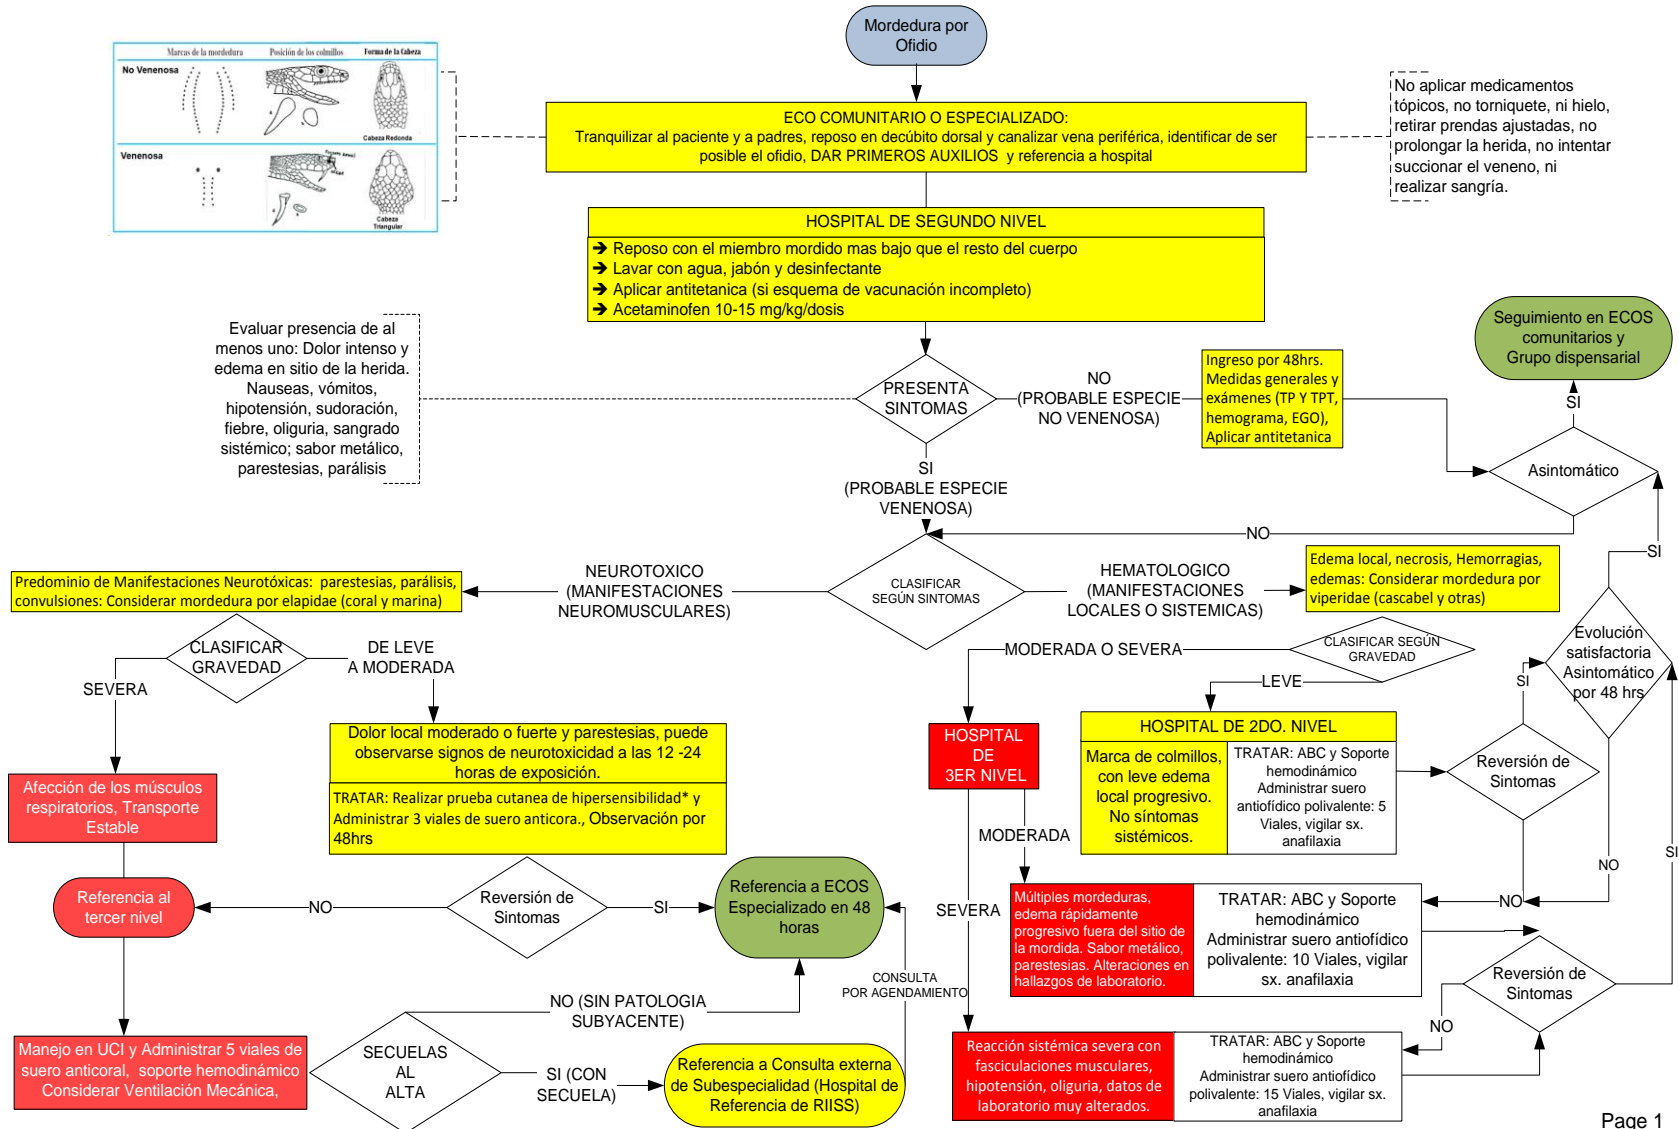 Mordedura por
Ofidio
Marcas de la mordedura
Posición de los colmillos
Forma de la Cabeza
No Venenosa
Cabeza Redonda
Venenosa
Cabeza
Triangular
ECO COMUNITARIO O ESPECIALIZADO:
Tranquilizar al paciente y a padres, reposo en decúbito dorsal y canalizar vena periférica, identificar de ser
posible el ofidio, DAR PRIMEROS AUXILIOS y referencia a hospital
No aplicar medicamentos
tópicos, no torniquete, ni hielo,
retirar prendas ajustadas, no
prolongar la herida, no intentar
succionar el veneno, ni
realizar sangría.
HOSPITAL DE SEGUNDO NIVEL
➔ Reposo con el miembro mordido mas bajo que el resto del cuerpo
➔ Lavar con agua, jabón y desinfectante
➔ Aplicar antitetanica (si esquema de vacunación incompleto)
➔ Acetaminofen 10-15 mg/kg/dosis
Evaluar presencia de al
menos uno: Dolor intenso y
edema en sitio de la herida.
Nauseas, vómitos,
hipotensión, sudoración,
fiebre, oliguria, sangrado
sistémico; sabor metálico,
parestesias, parálisis
PRESENTA
SINTOMAS
NO
(PROBABLE ESPECIE
NO VENENOSA)
Ingreso por 48hrs.
Medidas generales y
exámenes (TP Y TPT,
hemograma, EGO),
Aplicar antitetanica
Seguimiento en ECOS
comunitarios y
Grupo dispensarial
SI
Asintomático
SI
(PROBABLE ESPECIE
VENENOSA)
NO
SI
CLASIFICAR
SEGÚN SINTOMAS
NEUROTOXICO
(MANIFESTACIONES
NEUROMUSCULARES)
HEMATOLOGICO
(MANIFESTACIONES
LOCALES O SISTEMICAS)
Predominio de Manifestaciones Neurotóxicas: parestesias, parálisis,
convulsiones: Considerar mordedura por elapidae (coral y marina)
Edema local, necrosis, Hemorragias,
edemas: Considerar mordedura por
viperidae (cascabel y otras)
CLASIFICAR
GRAVEDAD
DE LEVE
A MODERADA
SEVERA
CLASIFICAR SEGÚN
GRAVEDAD
MODERADA O SEVERA
LEVE
Evolución
satisfactoria
Asintomático
por 48 hrs
SI
SI
NO
Dolor local moderado o fuerte y parestesias, puede
observarse signos de neurotoxicidad a las 12 -24
horas de exposición.
TRATAR: Realizar prueba cutanea de hipersensibilidad* y
Administrar 3 viales de suero anticora., Observación por
48hrs
Afección de los músculos
respiratorios, Transporte
Estable
HOSPITAL
DE
3ER NIVEL
HOSPITAL DE 2DO. NIVEL
Marca de colmillos,
con leve edema
local progresivo.
No síntomas
sistémicos.
TRATAR: ABC y Soporte
hemodinámico
Administrar suero
antiofídico polivalente: 5
Viales, vigilar sx.
anafilaxia
Reversión de
Sintomas
MODERADA
SEVERA
NO
Referencia al
tercer nivel
NO
Reversión de
Sintomas
SI
Referencia a ECOS
Especializado en 48
horas
Múltiples mordeduras,
edema rápidamente
progresivo fuera del sitio de
la mordida. Sabor metálico,
parestesias. Alteraciones en
hallazgos de laboratorio.
TRATAR: ABC y Soporte
hemodinámico
Administrar suero antiofídico
polivalente: 10 Viales, vigilar
sx. anafilaxia
Reversión de
Sintomas
SI
NO
CONSULTA
POR AGENDAMIENTO
NO (SIN PATOLOGIA
SUBYACENTE)
Manejo en UCI y Administrar 5 viales de
suero anticoral, soporte hemodinámico
Considerar Ventilación Mecánica,
SECUELAS
AL
ALTA
SI (CON
SECUELA)
Referencia a Consulta externa
de Subespecialidad (Hospital de
Referencia de RIISS)
Reacción sistémica severa con
fasciculaciones musculares,
hipotensión, oliguria, datos de
laboratorio muy alterados.
TRATAR: ABC y Soporte
hemodinámico
Administrar suero antiofídico
polivalente: 15 Viales, vigilar sx.
anafilaxia
Page 1